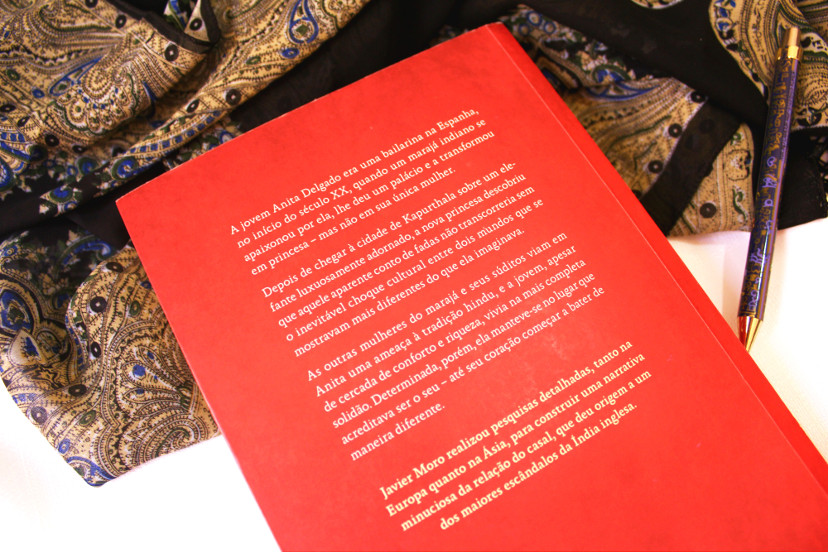 A jovem Anita Delgado era uma bailarina na Espanha,
no início do século XX, quando um marajá indiano se
apaixonou por ela, lhe deu um palácio e a transformou
em princesa – mas não em sua única mulher.
Depois de chegar à cidade de Kapurthala sobre um ele-
fante luxuosamente adornado, a nova princesa descobriu
que aquele aparente conto de fadas não transcorreria sem
o inevitável choque cultural entre dois mundos que se
mostravam mais diferentes do que ela imaginava.
As outras mulheres do marajá e seus súditos viam em
Anita uma ameaça à tradição hindu, e a jovem, apesar
de cercada de conforto e riqueza, vivia na mais completa
solidão. Determinada, porém, ela manteve-se no lugar que
acreditava ser o seu – até seu coração começar a bater de
maneira diferente.
Javier Moro realizou pesquisas detalhadas, tanto na
Europa quanto na Ásia, para construir uma narrativa
minuciosa da relação do casal, que deu origem a um
dos maiores escândalos da Índia inglesa.